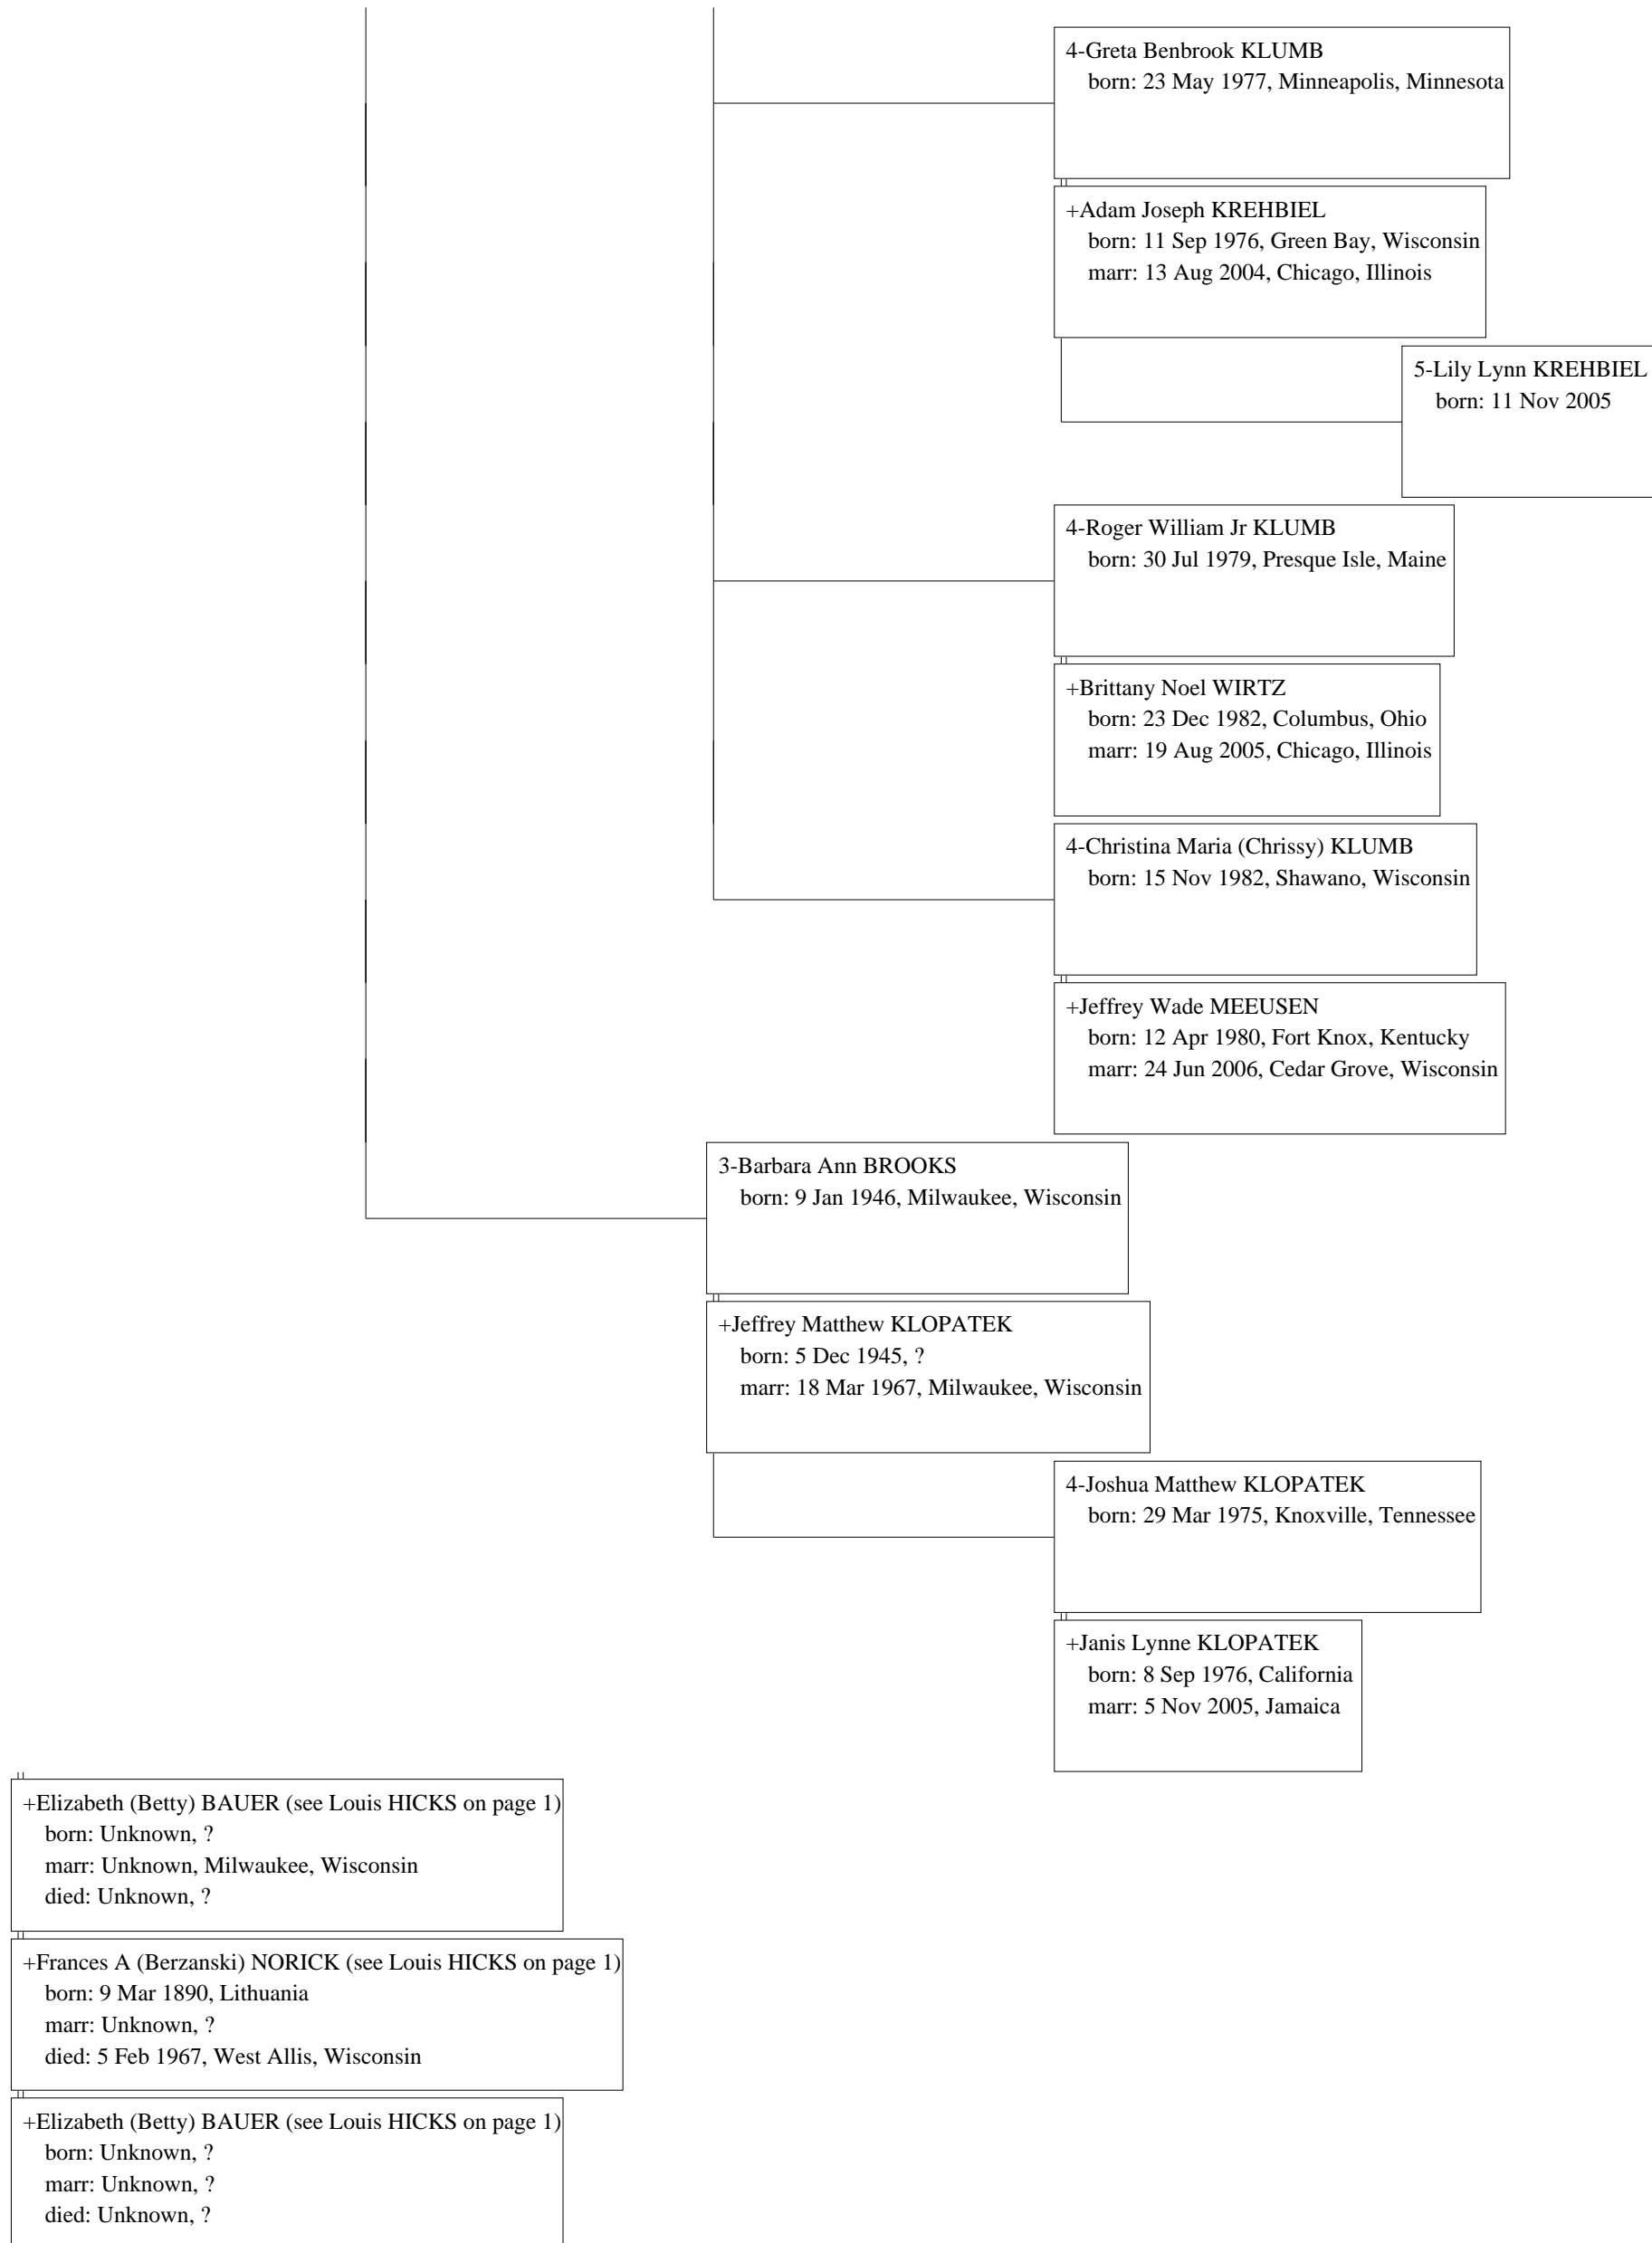 4-Greta Benbrook KLUMB
born: 23 May 1977, Minneapolis, Minnesota
+Adam Joseph KREHBIEL
born: 11 Sep 1976, Green Bay, Wisconsin
marr: 13 Aug 2004, Chicago, Illinois
5-Lily Lynn KREHBIEL
born: 11 Nov 2005
4-Roger William Jr KLUMB
born: 30 Jul 1979, Presque Isle, Maine
+Brittany Noel WIRTZ
born: 23 Dec 1982, Columbus, Ohio
marr: 19 Aug 2005, Chicago, Illinois
4-Christina Maria (Chrissy) KLUMB
born: 15 Nov 1982, Shawano, Wisconsin
+Jeffrey Wade MEEUSEN
born: 12 Apr 1980, Fort Knox, Kentucky
marr: 24 Jun 2006, Cedar Grove, Wisconsin
3-Barbara Ann BROOKS
born: 9 Jan 1946, Milwaukee, Wisconsin
+Jeffrey Matthew KLOPATEK
born: 5 Dec 1945, ?
marr: 18 Mar 1967, Milwaukee, Wisconsin
4-Joshua Matthew KLOPATEK
born: 29 Mar 1975, Knoxville, Tennessee
+Janis Lynne KLOPATEK
born: 8 Sep 1976, California
marr: 5 Nov 2005, Jamaica
+Elizabeth (Betty) BAUER (see Louis HICKS on page 1)
born: Unknown, ?
marr: Unknown, Milwaukee, Wisconsin
died: Unknown, ?
+Frances A (Berzanski) NORICK (see Louis HICKS on page 1)
born: 9 Mar 1890, Lithuania
marr: Unknown, ?
died: 5 Feb 1967, West Allis, Wisconsin
+Elizabeth (Betty) BAUER (see Louis HICKS on page 1)
born: Unknown, ?
marr: Unknown, ?
died: Unknown, ?